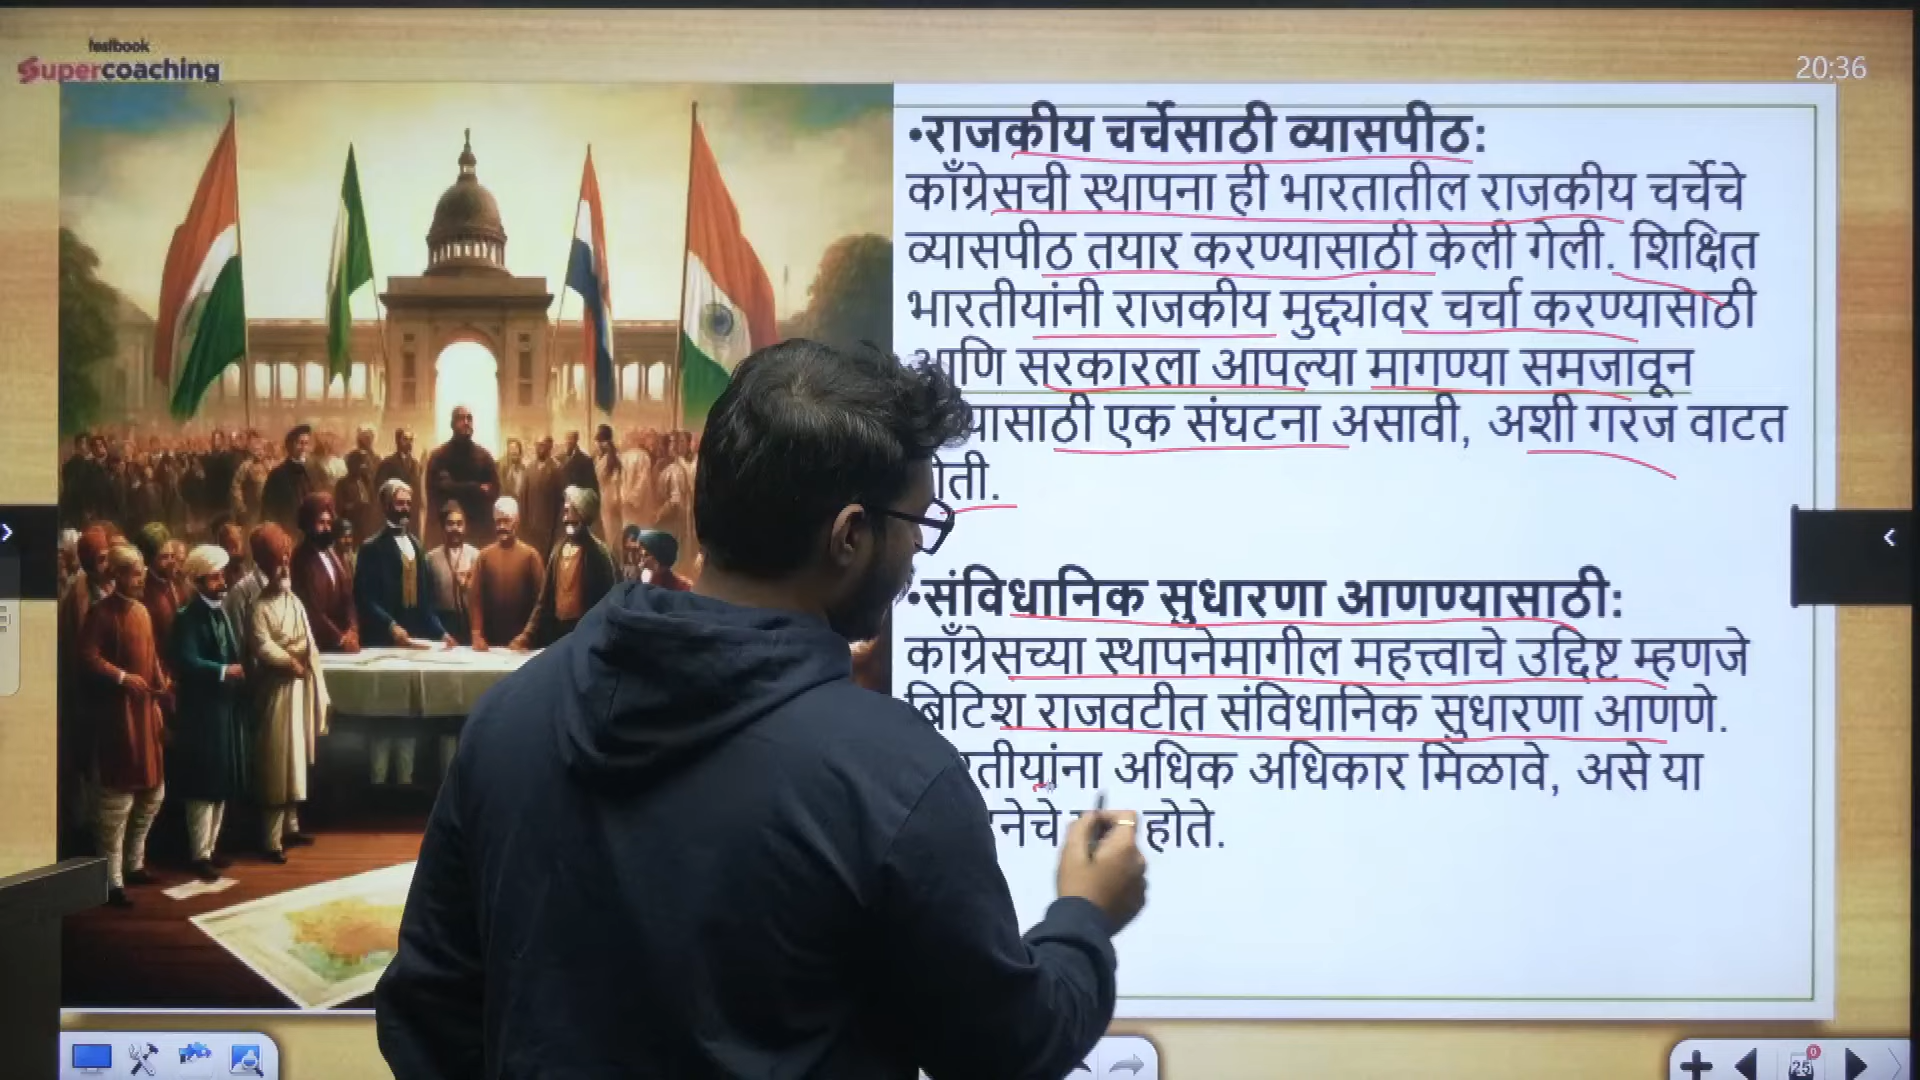 testbook
Supercoaching
20:36
•राजकीय चर्चेसाठी व्यासपीठ:
काँग्रेसची स्थापना ही भारतातील राजकीय चर्चेचे
व्यासपीठ तयार करण्यासाठी केली गेली. शिक्षित
भारतीयांनी राजकीय मुद्द्यांवर चर्चा करण्यासाठी
सरकारला आपल्या मागण्या समजावून
एक संघटना असावी, अशी गरज वाटत
•संविधानिक सुधारणा आणण्यासाठी:
काँग्रेसच्या स्थापनेमागील महत्त्वाचे उद्दिष्ट म्हणजे
ब्रिटिश राजवटीत संविधानिक सुधारणा आणणे.
अधिक अधिकार मिळावे, असे या
होते.